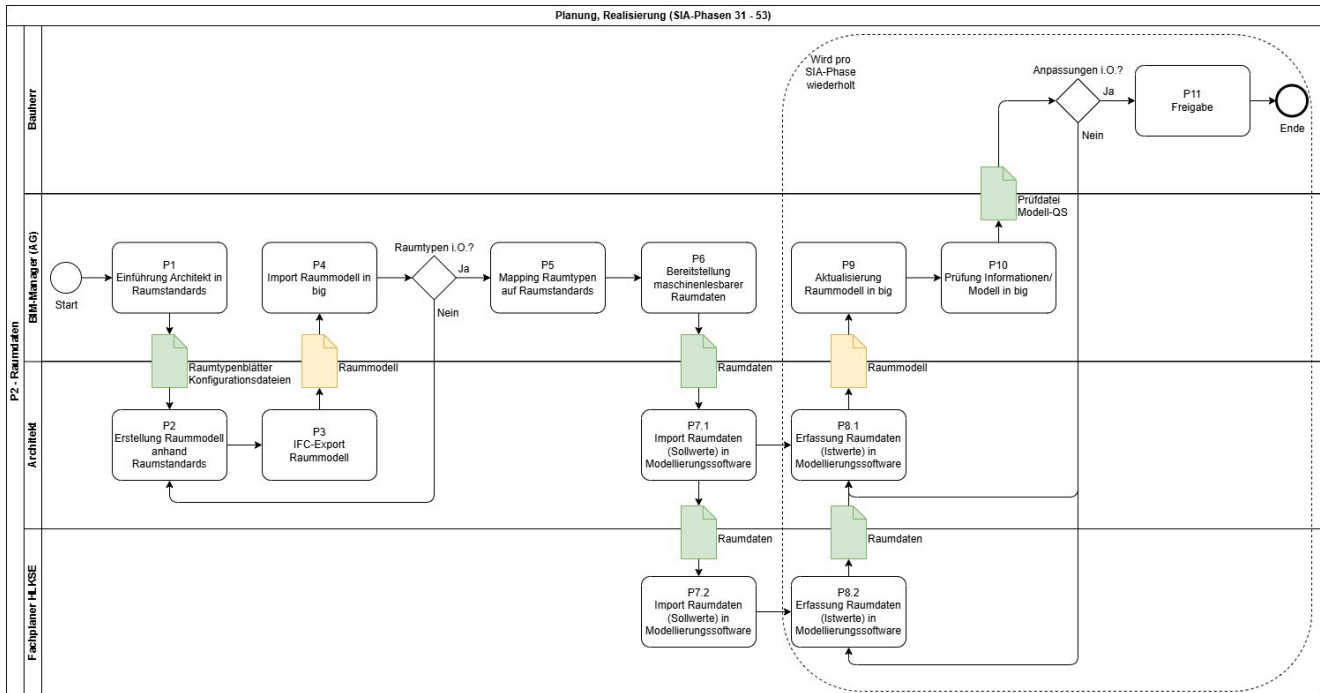 Planung, Realisierung (SIA-Phasen 31 - 53)
P2 - Raumdaten
Bauherr
Wird pro
SIA-Phase
wiederholt
Anpassungen i.O.?
Ja
Nein
P11
Freigabe
Ende
Prüfdatei
Modell-QS
BIM-Manager (AG)
Start
P1
Einführung Architekt in
Raumstandards
P4
Import Raummodell in
big
Raumtypen i.O.?
Ja
Nein
P5
Mapping Raumtypen
auf Raumstandards
P6
Bereitstellung
maschinenlesbarer
Raumdaten
P9
Aktualisierung
Raummodell in big
P10
Prüfung Informationen/
Modell in big
Raumtypenblätter
Konfigurationsdateien
Raummodell
Raumdaten
Raummodell
Architekt
P2
Erstellung Raummodell
anhand
Raumstandards
P3
IFC-Export
Raummodell
P7.1
Import Raumdaten
(Sollwerte) in
Modellierungssoftware
P8.1
Erfassung Raumdaten
(Istwerte) in
Modellierungssoftware
Raumdaten
Raumdaten
Fachplaner HLKSE
P7.2
Import Raumdaten
(Sollwerte) in
Modellierungssoftware
P8.2
Erfassung Raumdaten
(Istwerte) in
Modellierungssoftware